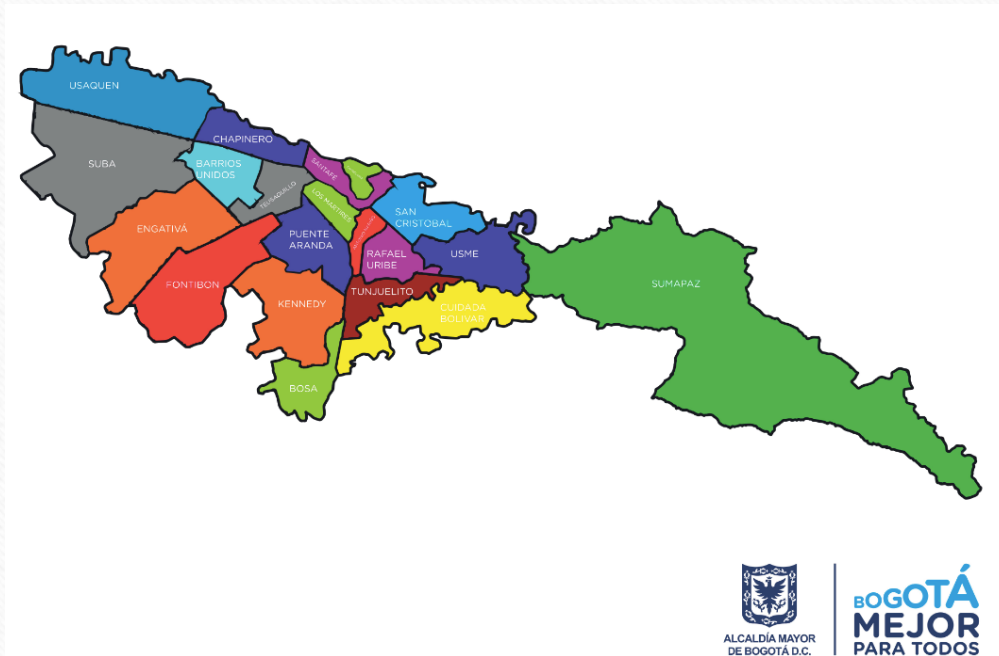 USAQUEN
CHAPINERO
SUBA
BARRIOS
UNIDOS
SANTAFÉ
TEUSAQUILLO
LOS MARTIRES
SAN
CRISTOBAL
ENGATIVÁ
PUENTE
ARANDA
RAFAEL
URIBE
USME
FONTIBON
KENNEDY
TUNJUELITO
SUMAPAZ
CUIDADA
BOLIVAR
BOSA
ALCALDÍA MAYOR
DE BOGOTÁ D.C.
BOGOTÁ
MEJOR
PARA TODOS